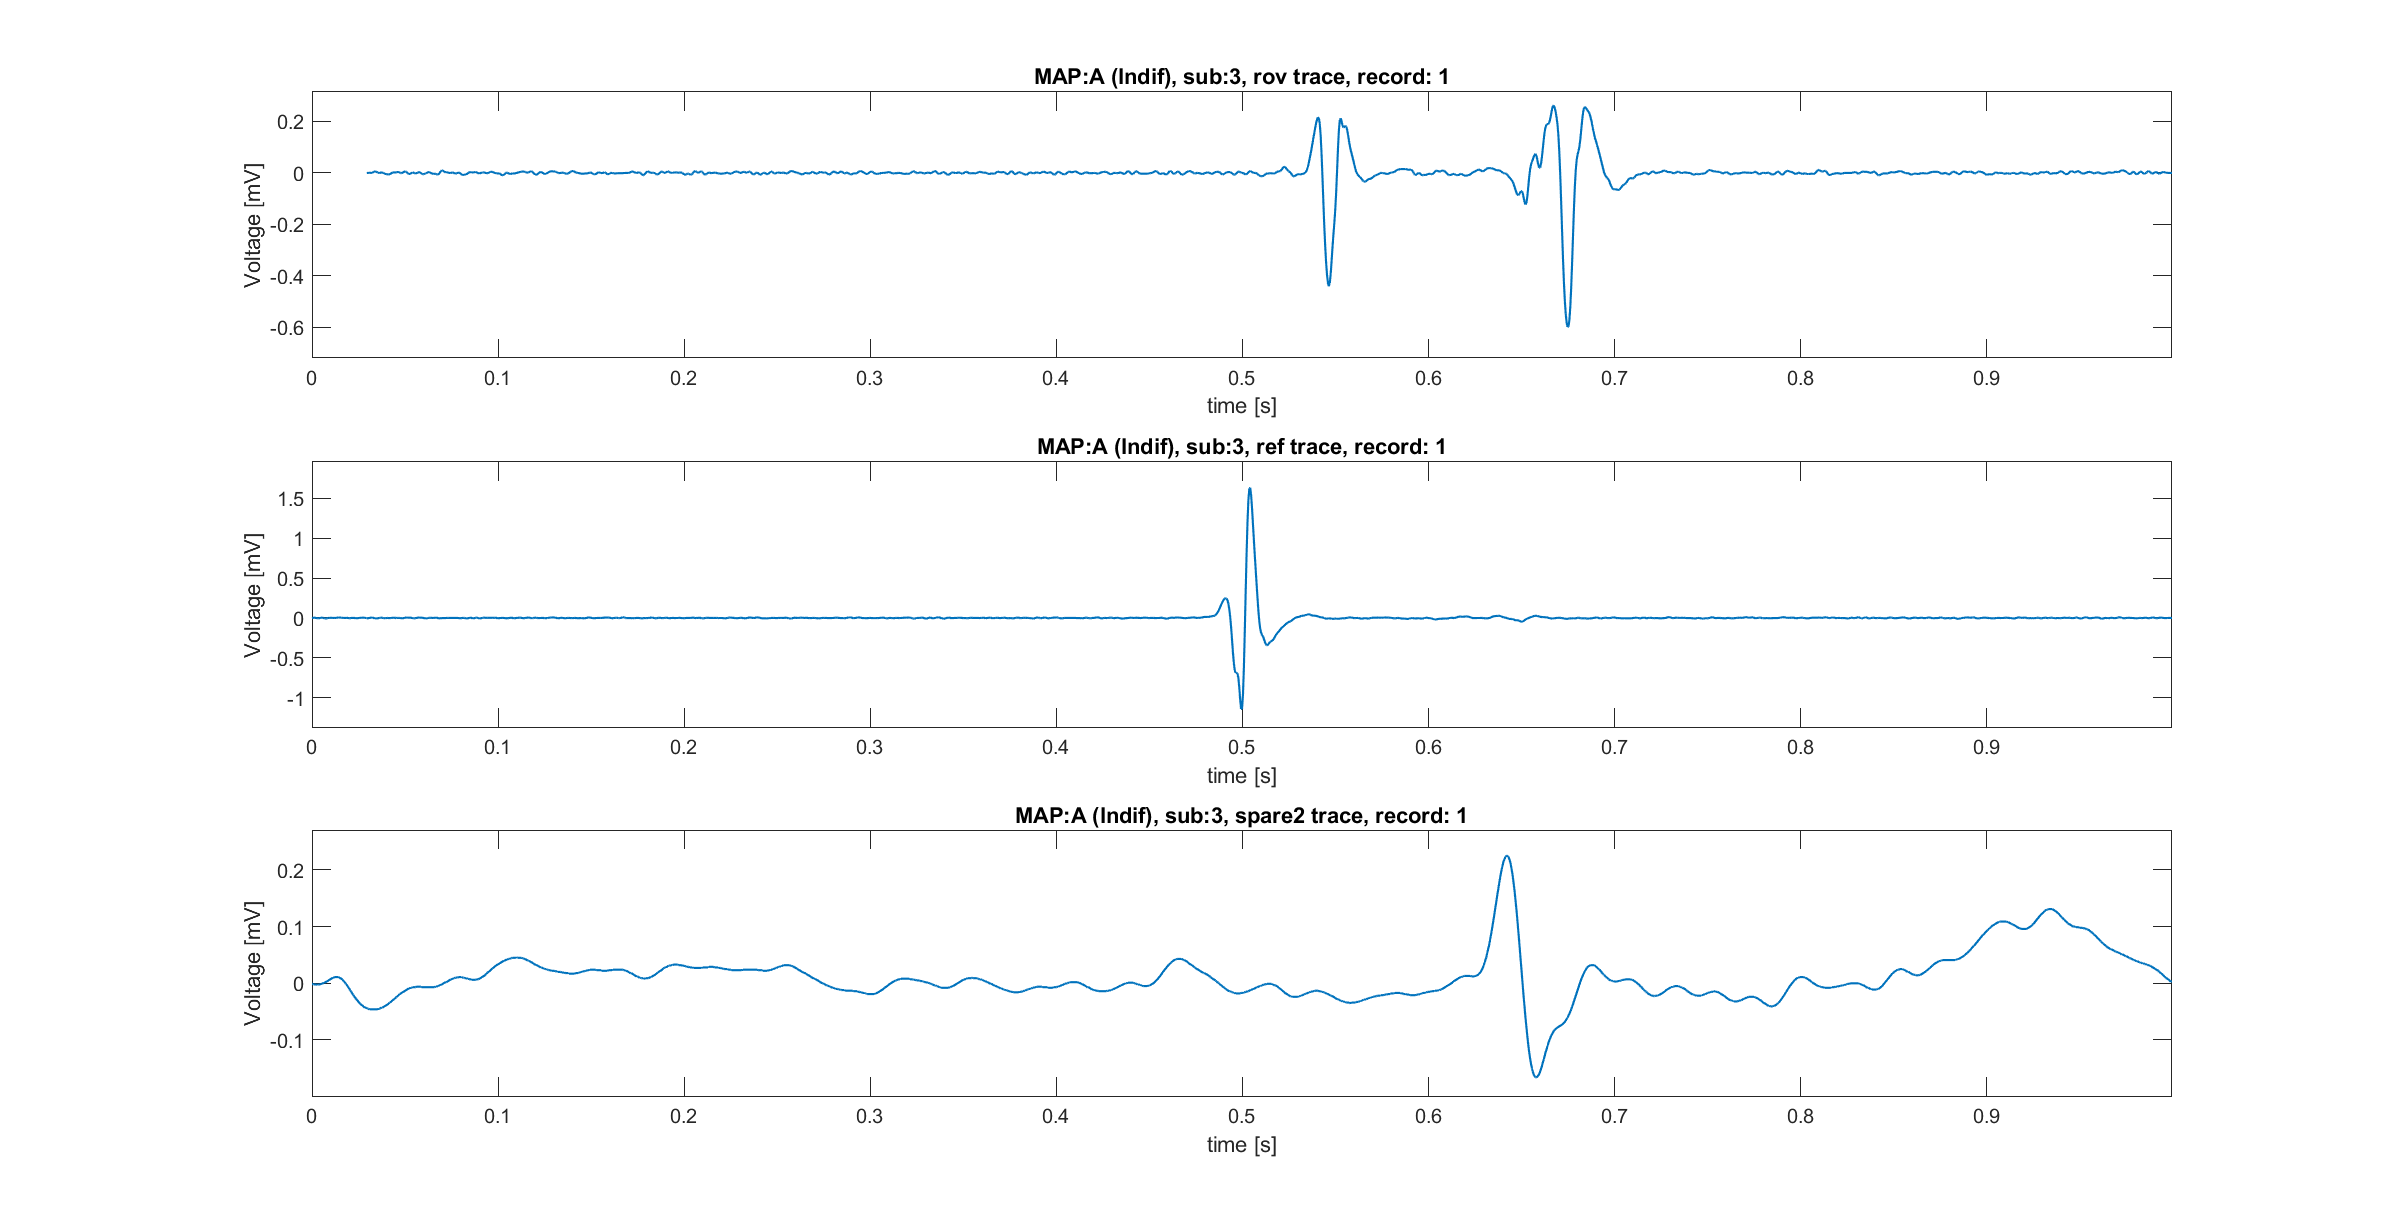 MAP:A (Indif), sub:3, rov trace, record: 1
Voltage [mV]
0.2
0
-0.2
-0.4
-0.6
0 0.1 0.2 0.3 0.4 0.5 0.6 0.7 0.8 0.9
time [s]
MAP:A (Indif), sub:3, ref trace, record: 1
Voltage [mV]
1.5
1
0.5
0
-0.5
-1
0 0.1 0.2 0.3 0.4 0.5 0.6 0.7 0.8 0.9
time [s]
MAP:A (Indif), sub:3, spare2 trace, record: 1
Voltage [mV]
0.2
0.1
0
-0.1
0 0.1 0.2 0.3 0.4 0.5 0.6 0.7 0.8 0.9
time [s]